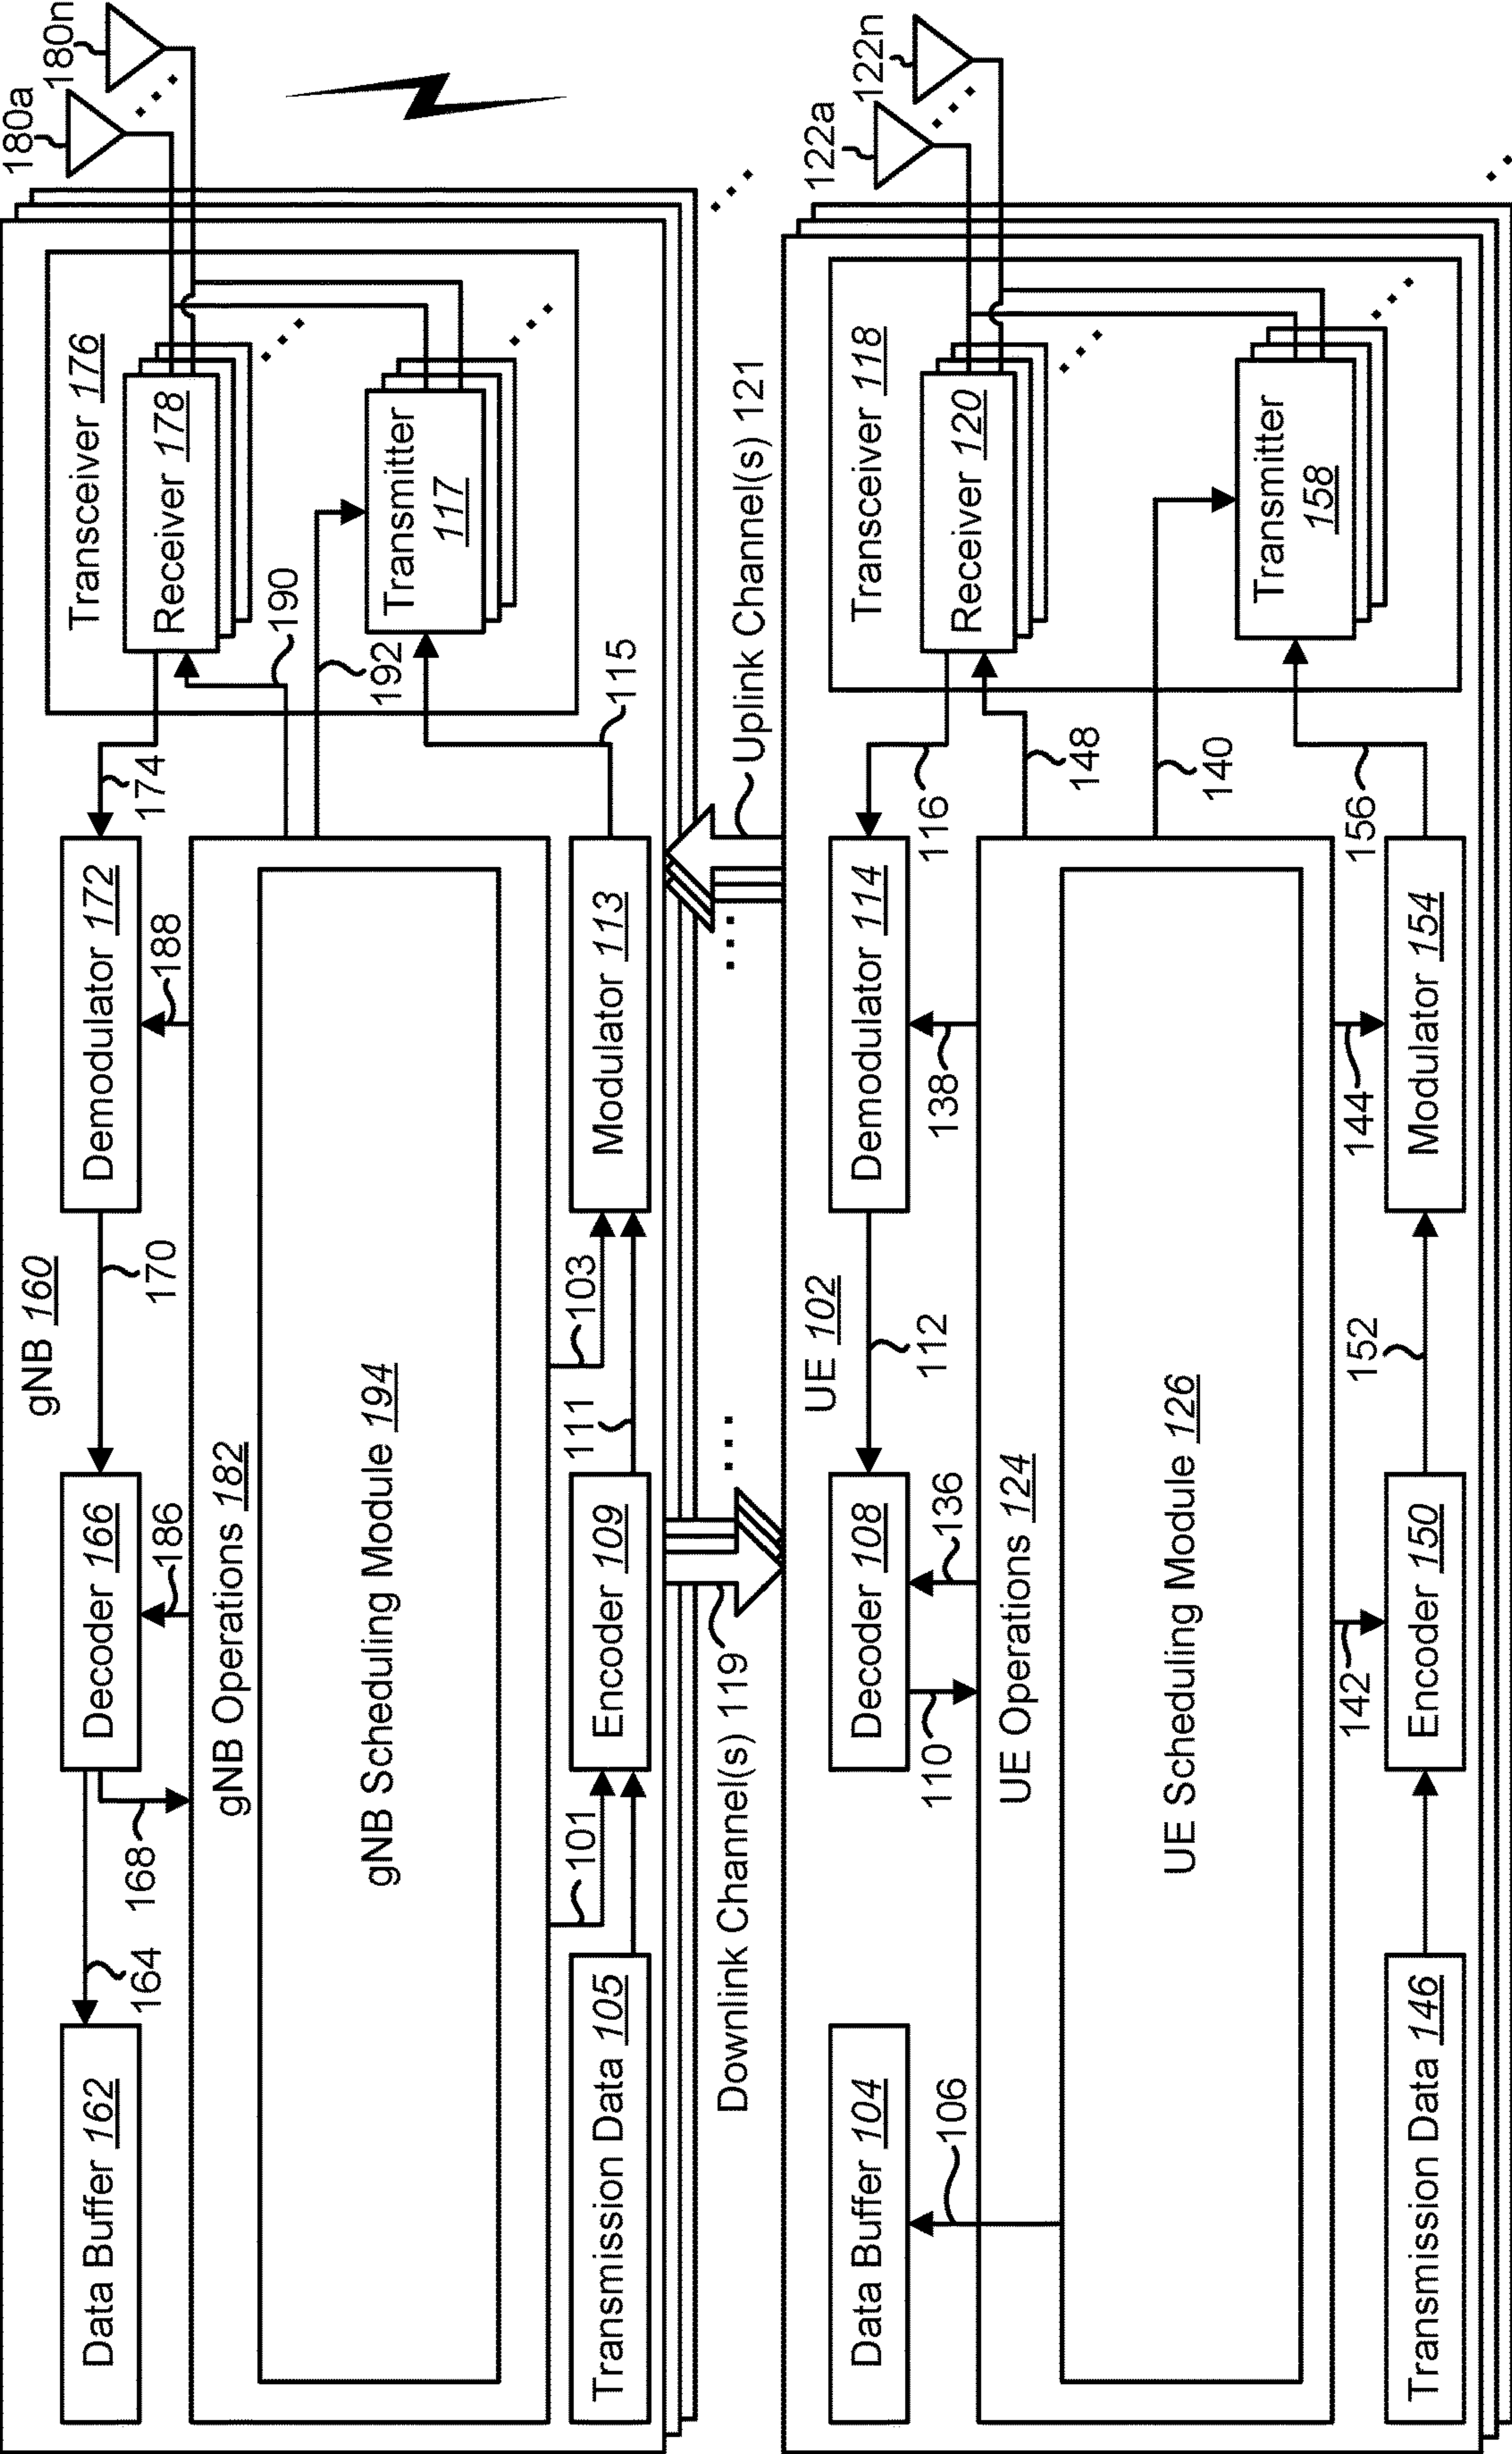 180a
180n
gNB 160
Data Buffer 162
164
168
Decoder 166
186
170
Demodulator 172
188
174
Transceiver 176
Receiver 178
190
192
Transmitter
117
gNB Operations 182
gNB Scheduling Module 194
101
103
Transmission Data 105
Encoder 109
111
Modulator 113
115
Downlink Channel(s) 119
Uplink Channel(s) 121
122a
122n
UE 102
Data Buffer 104
106
Decoder 108
110
136
112
Demodulator 114
138
116
148
Transceiver 118
Receiver 120
140
Transmitter
158
UE Operations 124
UE Scheduling Module 126
142
144
Transmission Data 146
Encoder 150
152
Modulator 154
156